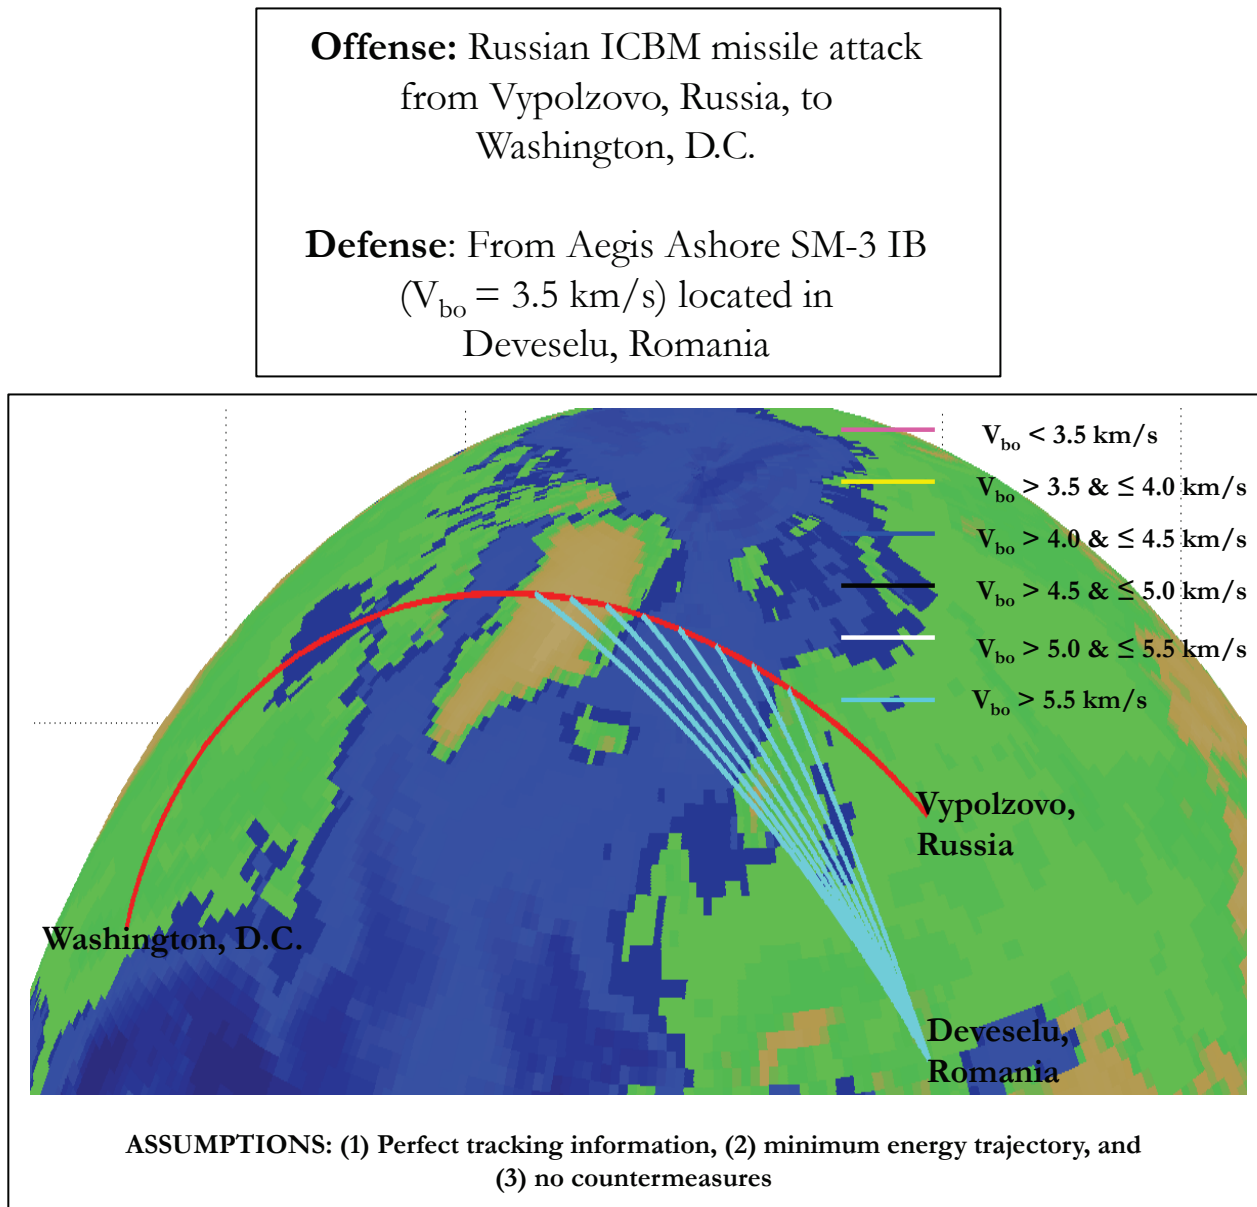 Offense: Russian ICBM missile attack
from Vypolzovo, Russia, to
Washington, D.C.
Defense: From Aegis Ashore SM-3 IB
(Vbo = 3.5 km/s) located in
Deveselu, Romania
Vbo < 3.5 km/s
Vbo > 3.5 & ≤ 4.0 km/s
Vbo > 4.0 & ≤ 4.5 km/s
Vbo > 4.5 & ≤ 5.0 km/s
Vbo > 5.0 & ≤ 5.5 km/s
Vbo > 5.5 km/s
Vypolzovo,
Russia
Washington, D.C.
Deveselu,
Romania
ASSUMPTIONS: (1) Perfect tracking information, (2) minimum energy trajectory, and
(3) no countermeasures